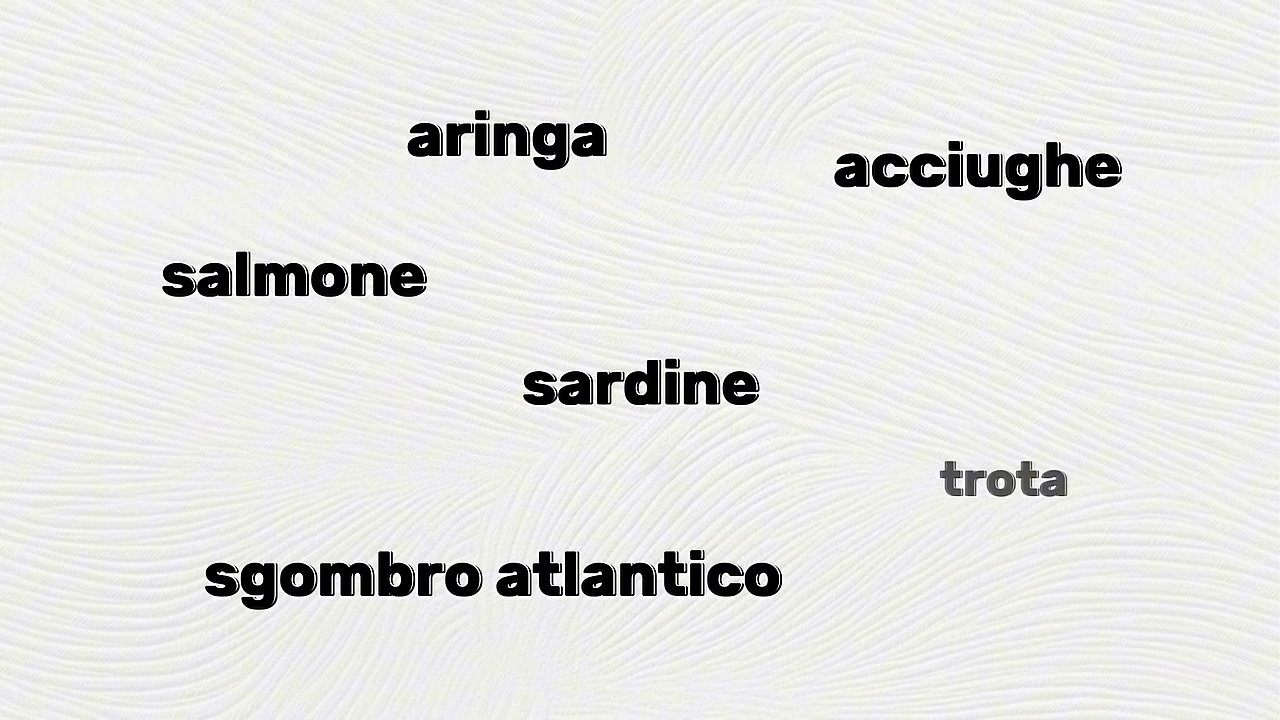 aringa
acciughe
salmone
sardine
trota
sgombro atlantico